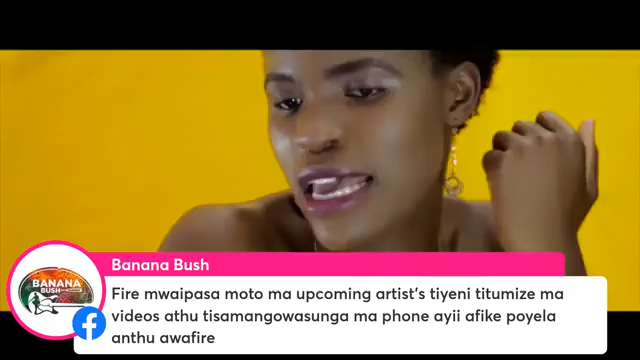 Banana Bush
BANANA
BUSH
Fire mwaipasa moto ma upcoming artist's tiyeni titumize ma
videos athu tisamangowasunga ma phone ayii afike poyela
anthu awafire